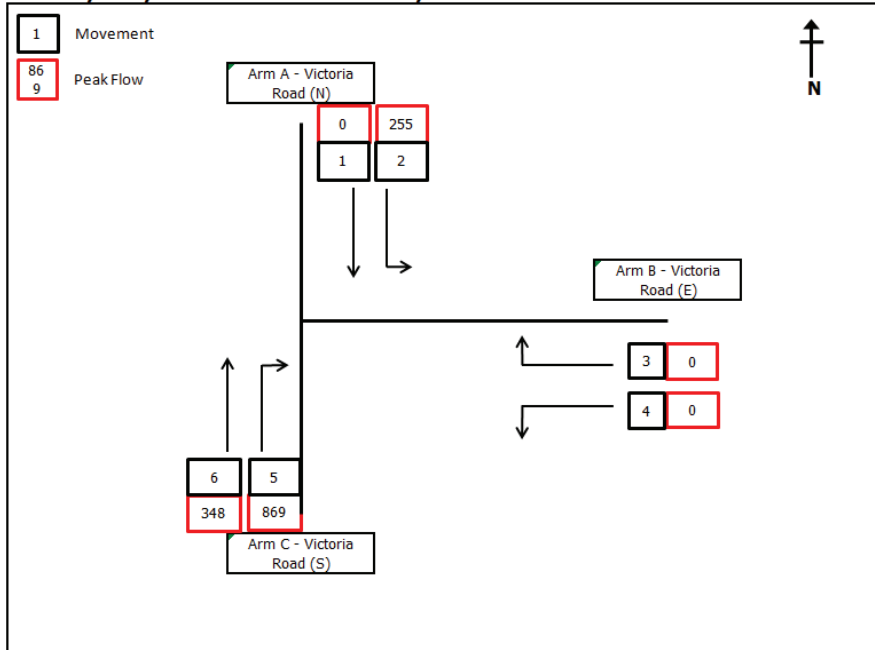 1 Movement
86
9
Peak Flow
N
Arm A - Victoria
Road (N)
0 255
1 2
Arm B - Victoria
Road (E)
3 0
4 0
6 5
348 869
Arm C - Victoria
Road (S)